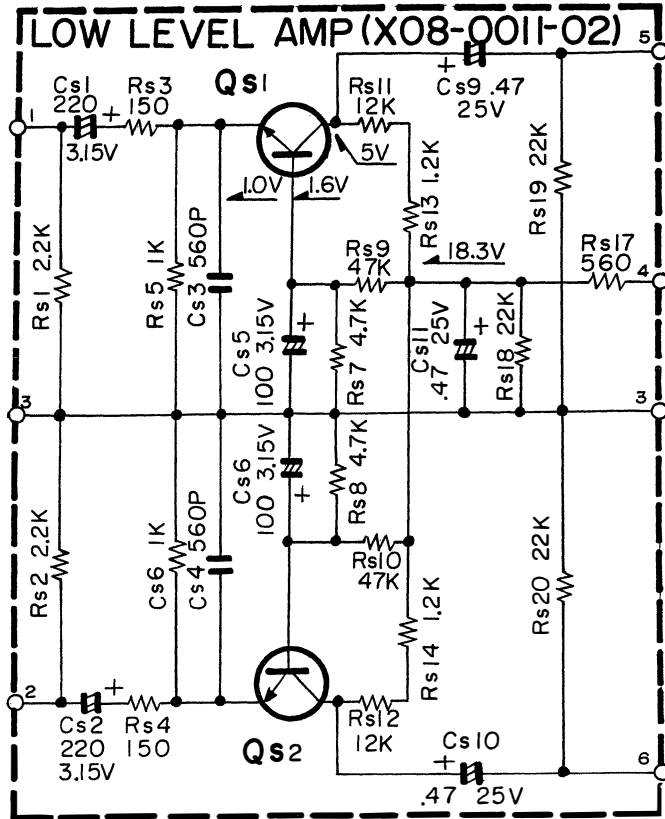 LOW LEVEL AMP (X08-0011-02)
5
Cs1
220
+
3.15V
Rs3
150
Qs1
Rs11
12K
+
Cs9 .47
25V
1
5V
1.0V
1.6V
Rs13 1.2K
Rs19 22K
18.3V
Rs17
560
4
Rs1 2.2K
Rs5 1K
Cs3 560P
Rs9
47K
Cs5
100 3.15V
+
Rs7 4.7K
Cs11
.47 25V
+
Rs18 22K
3
3
Rs2 2.2K
Cs6 1K
Cs4 560P
Cs6
100 3.15V
+
Rs8 4.7K
Rs10
47K
Rs14 1.2K
Rs20 22K
2
+
Cs2
220
3.15V
Rs4
150
Qs2
Rs12
12K
Cs10
+
.47 25V
6